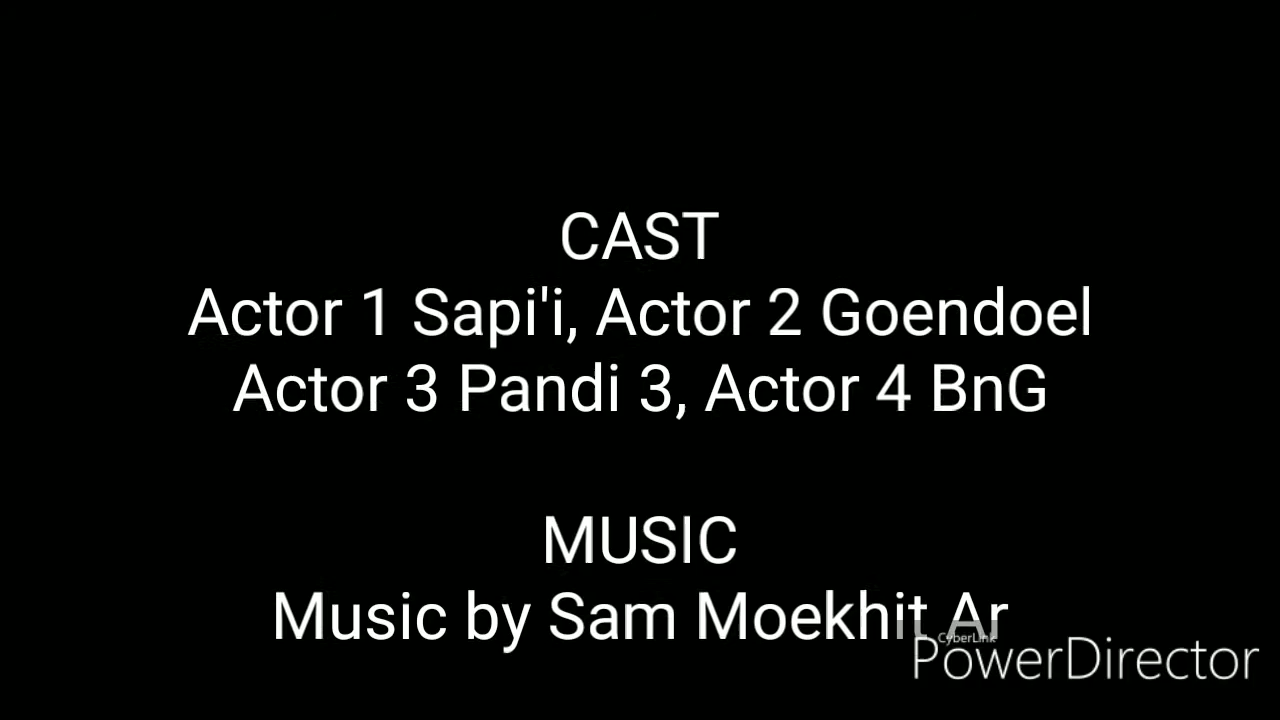 CAST
Actor 1 Sapi'i, Actor 2 Goendoel
Actor 3 Pandi 3, Actor 4 BnG
MUSIC
Music by Sam Moekhit Ar
CyberLink
PowerDirector